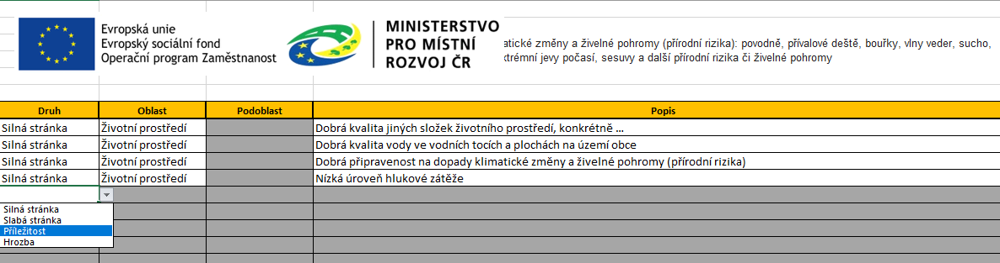 Evropská unie
Evropský sociální fond
Operační program Zaměstnanost
MINISTERSTVO
PRO MÍSTNÍ
ROZVOJ ČR
atické změny a živelné pohromy (přírodní rizika): povodně, přívalové deště, bouřky, vlny veder, sucho,
xtrémní jevy počasí, sesuvy a další přírodní rizika či živelné pohromy
Druh Oblast Podoblast Popis
Silná stránka Životní prostředí Dobrá kvalita jiných složek životního prostředí, konkrétně ...
Silná stránka Životní prostředí Dobrá kvalita vody ve vodních tocích a plochách na území obce
Silná stránka Životní prostředí Dobrá připravenost na dopady klimatické změny a živelné pohromy (přírodní rizika)
Silná stránka Životní prostředí Nízká úroveň hlukové zátěže
Silná stránka
Slabá stránka
Příležitost
Hrozba